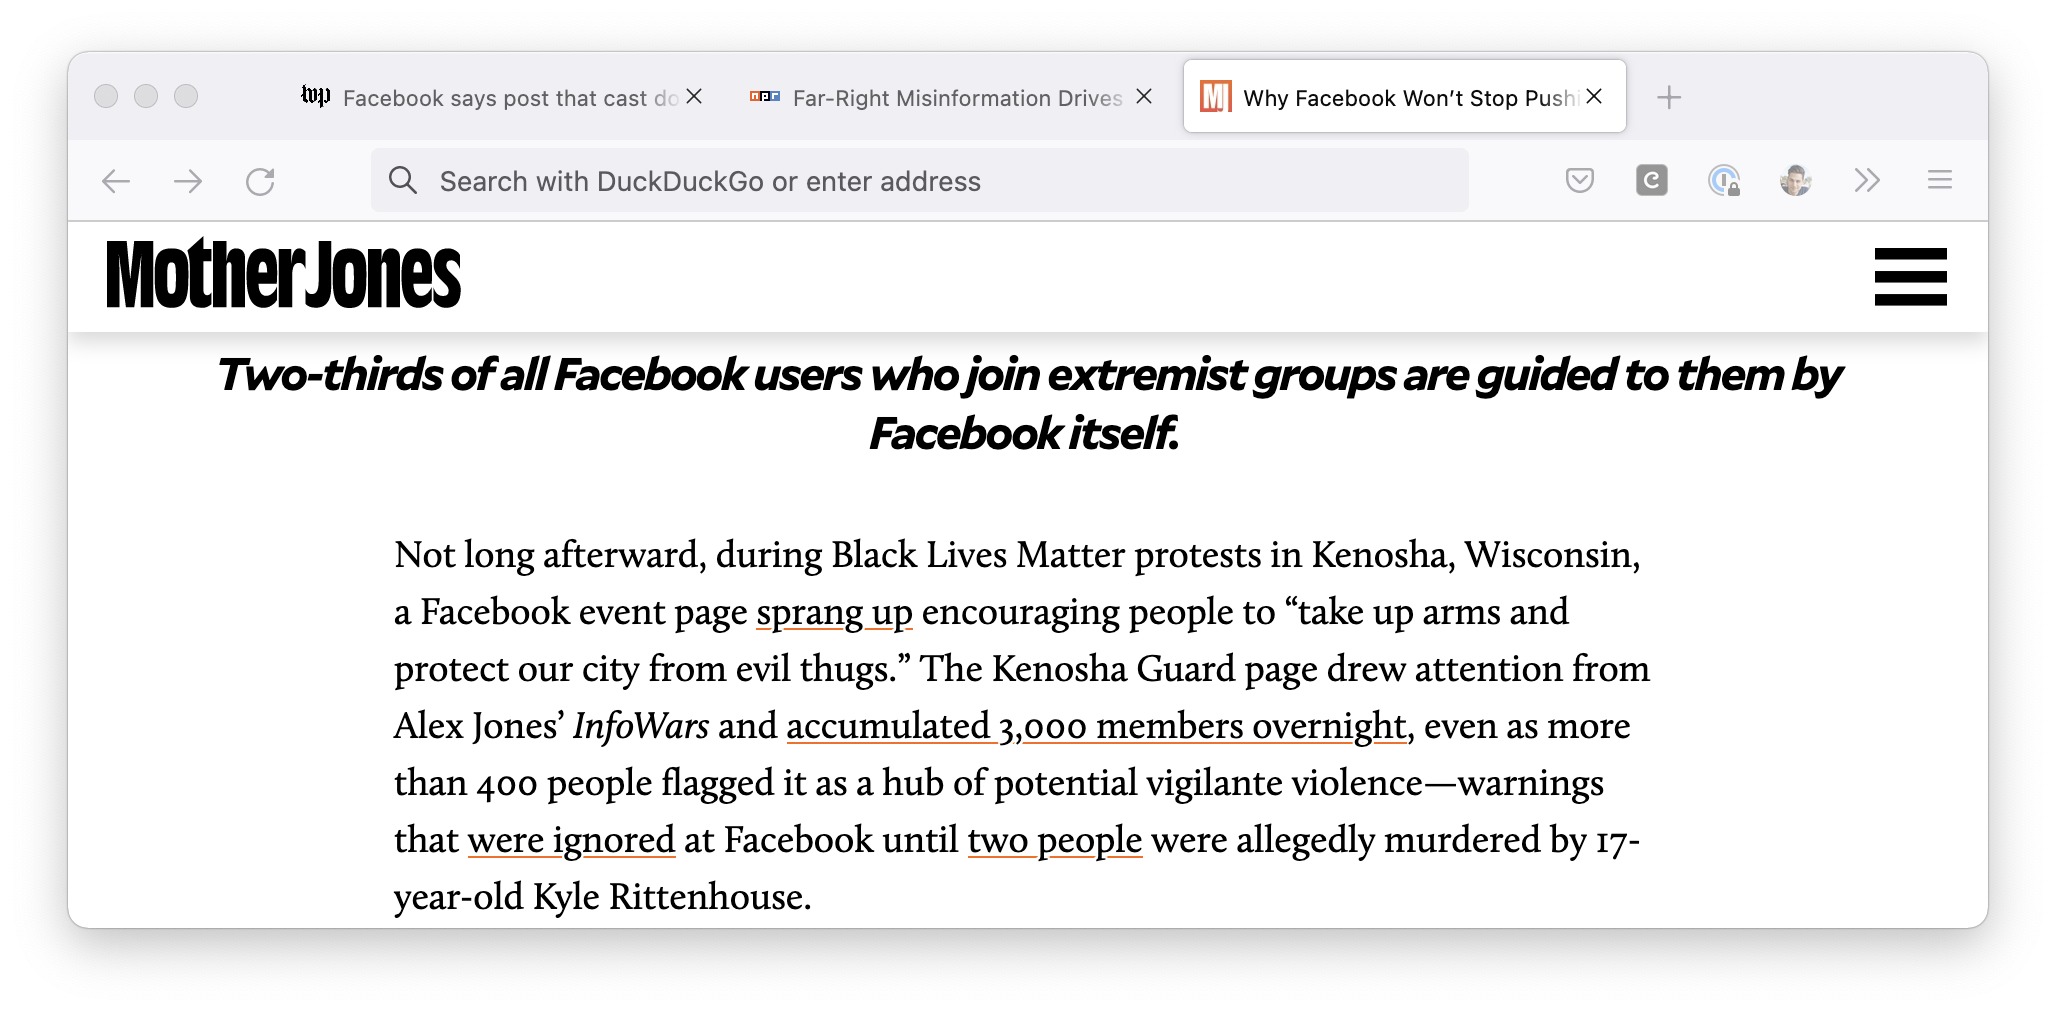 Facebook says post that cast do
Far-Right Misinformation Drives
Why Facebook Won't Stop Pushi
Search with DuckDuckGo or enter address
Mother Jones
Two-thirds of all Facebook users who join extremist groups are guided to them by
Facebook itself.
Not long afterward, during Black Lives Matter protests in Kenosha, Wisconsin,
a Facebook event page sprang up encouraging people to “take up arms and
protect our city from evil thugs.” The Kenosha Guard page drew attention from
Alex Jones’ InfoWars and accumulated 3,000 members overnight, even as more
than 400 people flagged it as a hub of potential vigilante violence—warnings
that were ignored at Facebook until two people were allegedly murdered by 17-
year-old Kyle Rittenhouse.